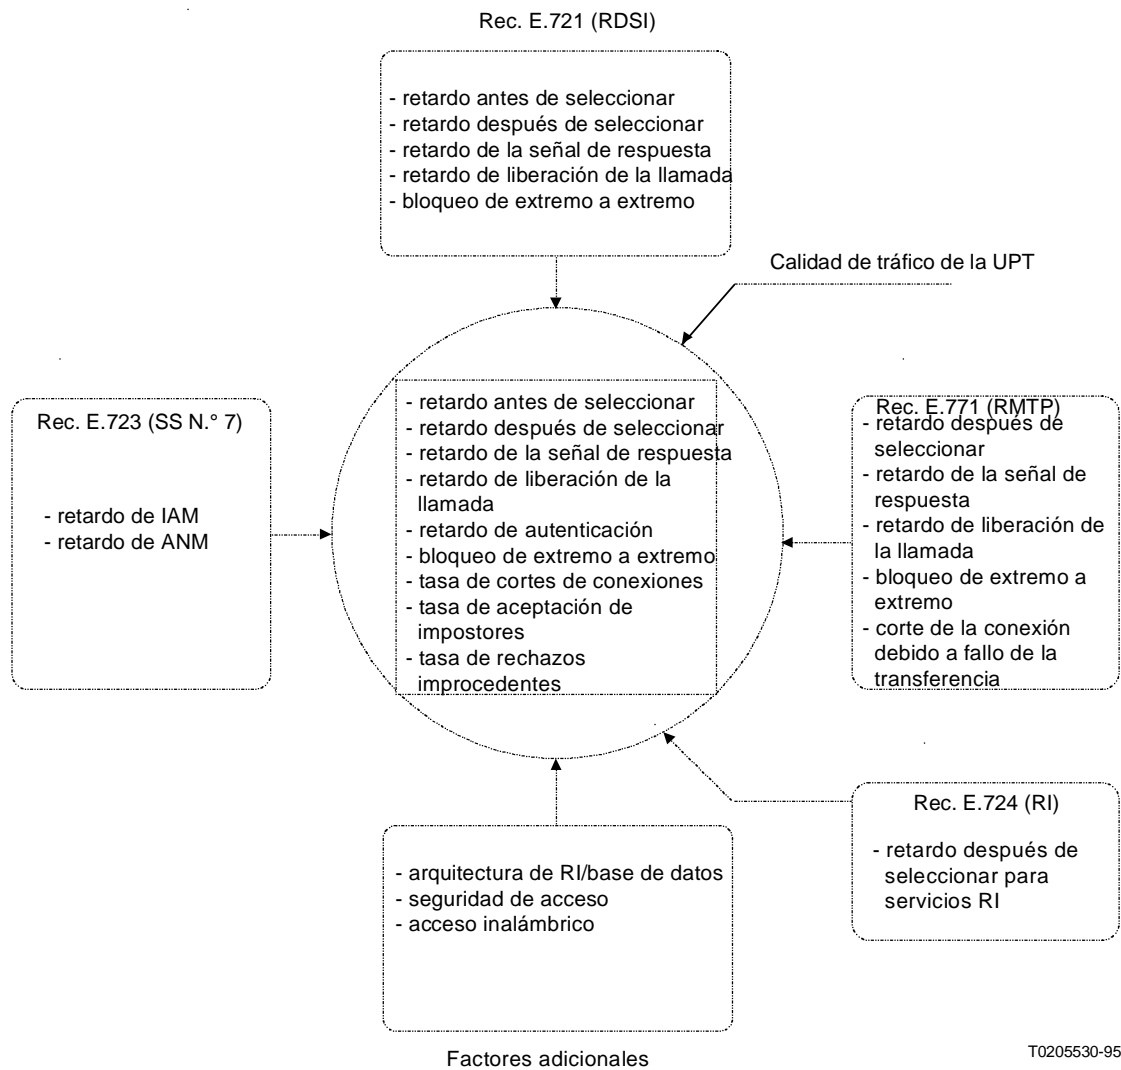 Rec. E.721 (RDSI)
- retardo antes de seleccionar
- retardo después de seleccionar
- retardo de la señal de respuesta
- retardo de liberación de la llamada
- bloqueo de extremo a extremo
Calidad de tráfico de la UPT
Rec. E.723 (SS N.° 7)
- retardo de IAM
- retardo de ANM
- retardo antes de seleccionar
- retardo después de seleccionar
- retardo de la señal de respuesta
- retardo de liberación de la
llamada
- retardo de autenticación
- bloqueo de extremo a extremo
- tasa de cortes de conexiones
- tasa de aceptación de
impostores
- tasa de rechazos
improcedentes
Rec. E.771 (RMTP)
- retardo después de
seleccionar
- retardo de la señal de
respuesta
- retardo de liberación de
la llamada
- bloqueo de extremo a
extremo
- corte de la conexión
debido a fallo de la
transferencia
Rec. E.724 (RI)
- retardo después de
seleccionar para
servicios RI
- arquitectura de RI/base de datos
- seguridad de acceso
- acceso inalámbrico
Factores adicionales
T0205530-95